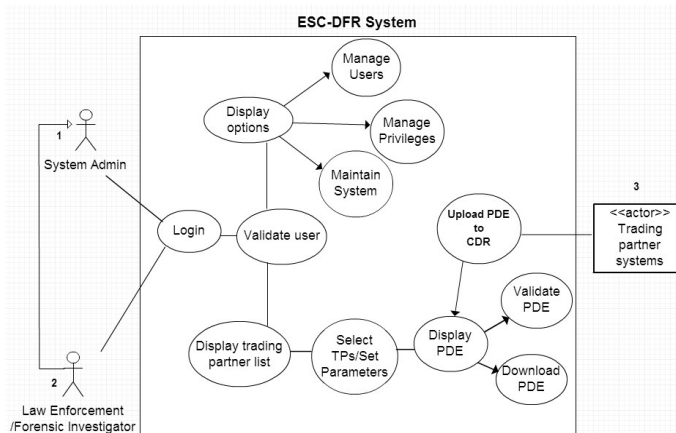 ESC-DFR System
Manage
Users
Display
options
Manage
Privileges
1
System Admin
Maintain
System
3
Upload PDE
to
CDR
<<actor>>
Trading
partner
systems
Login
Validate user
Validate
PDE
Display trading
partner list
Select
TPs/Set
Parameters
Display
PDE
Download
PDE
2
Law Enforcement
/Forensic Investigator